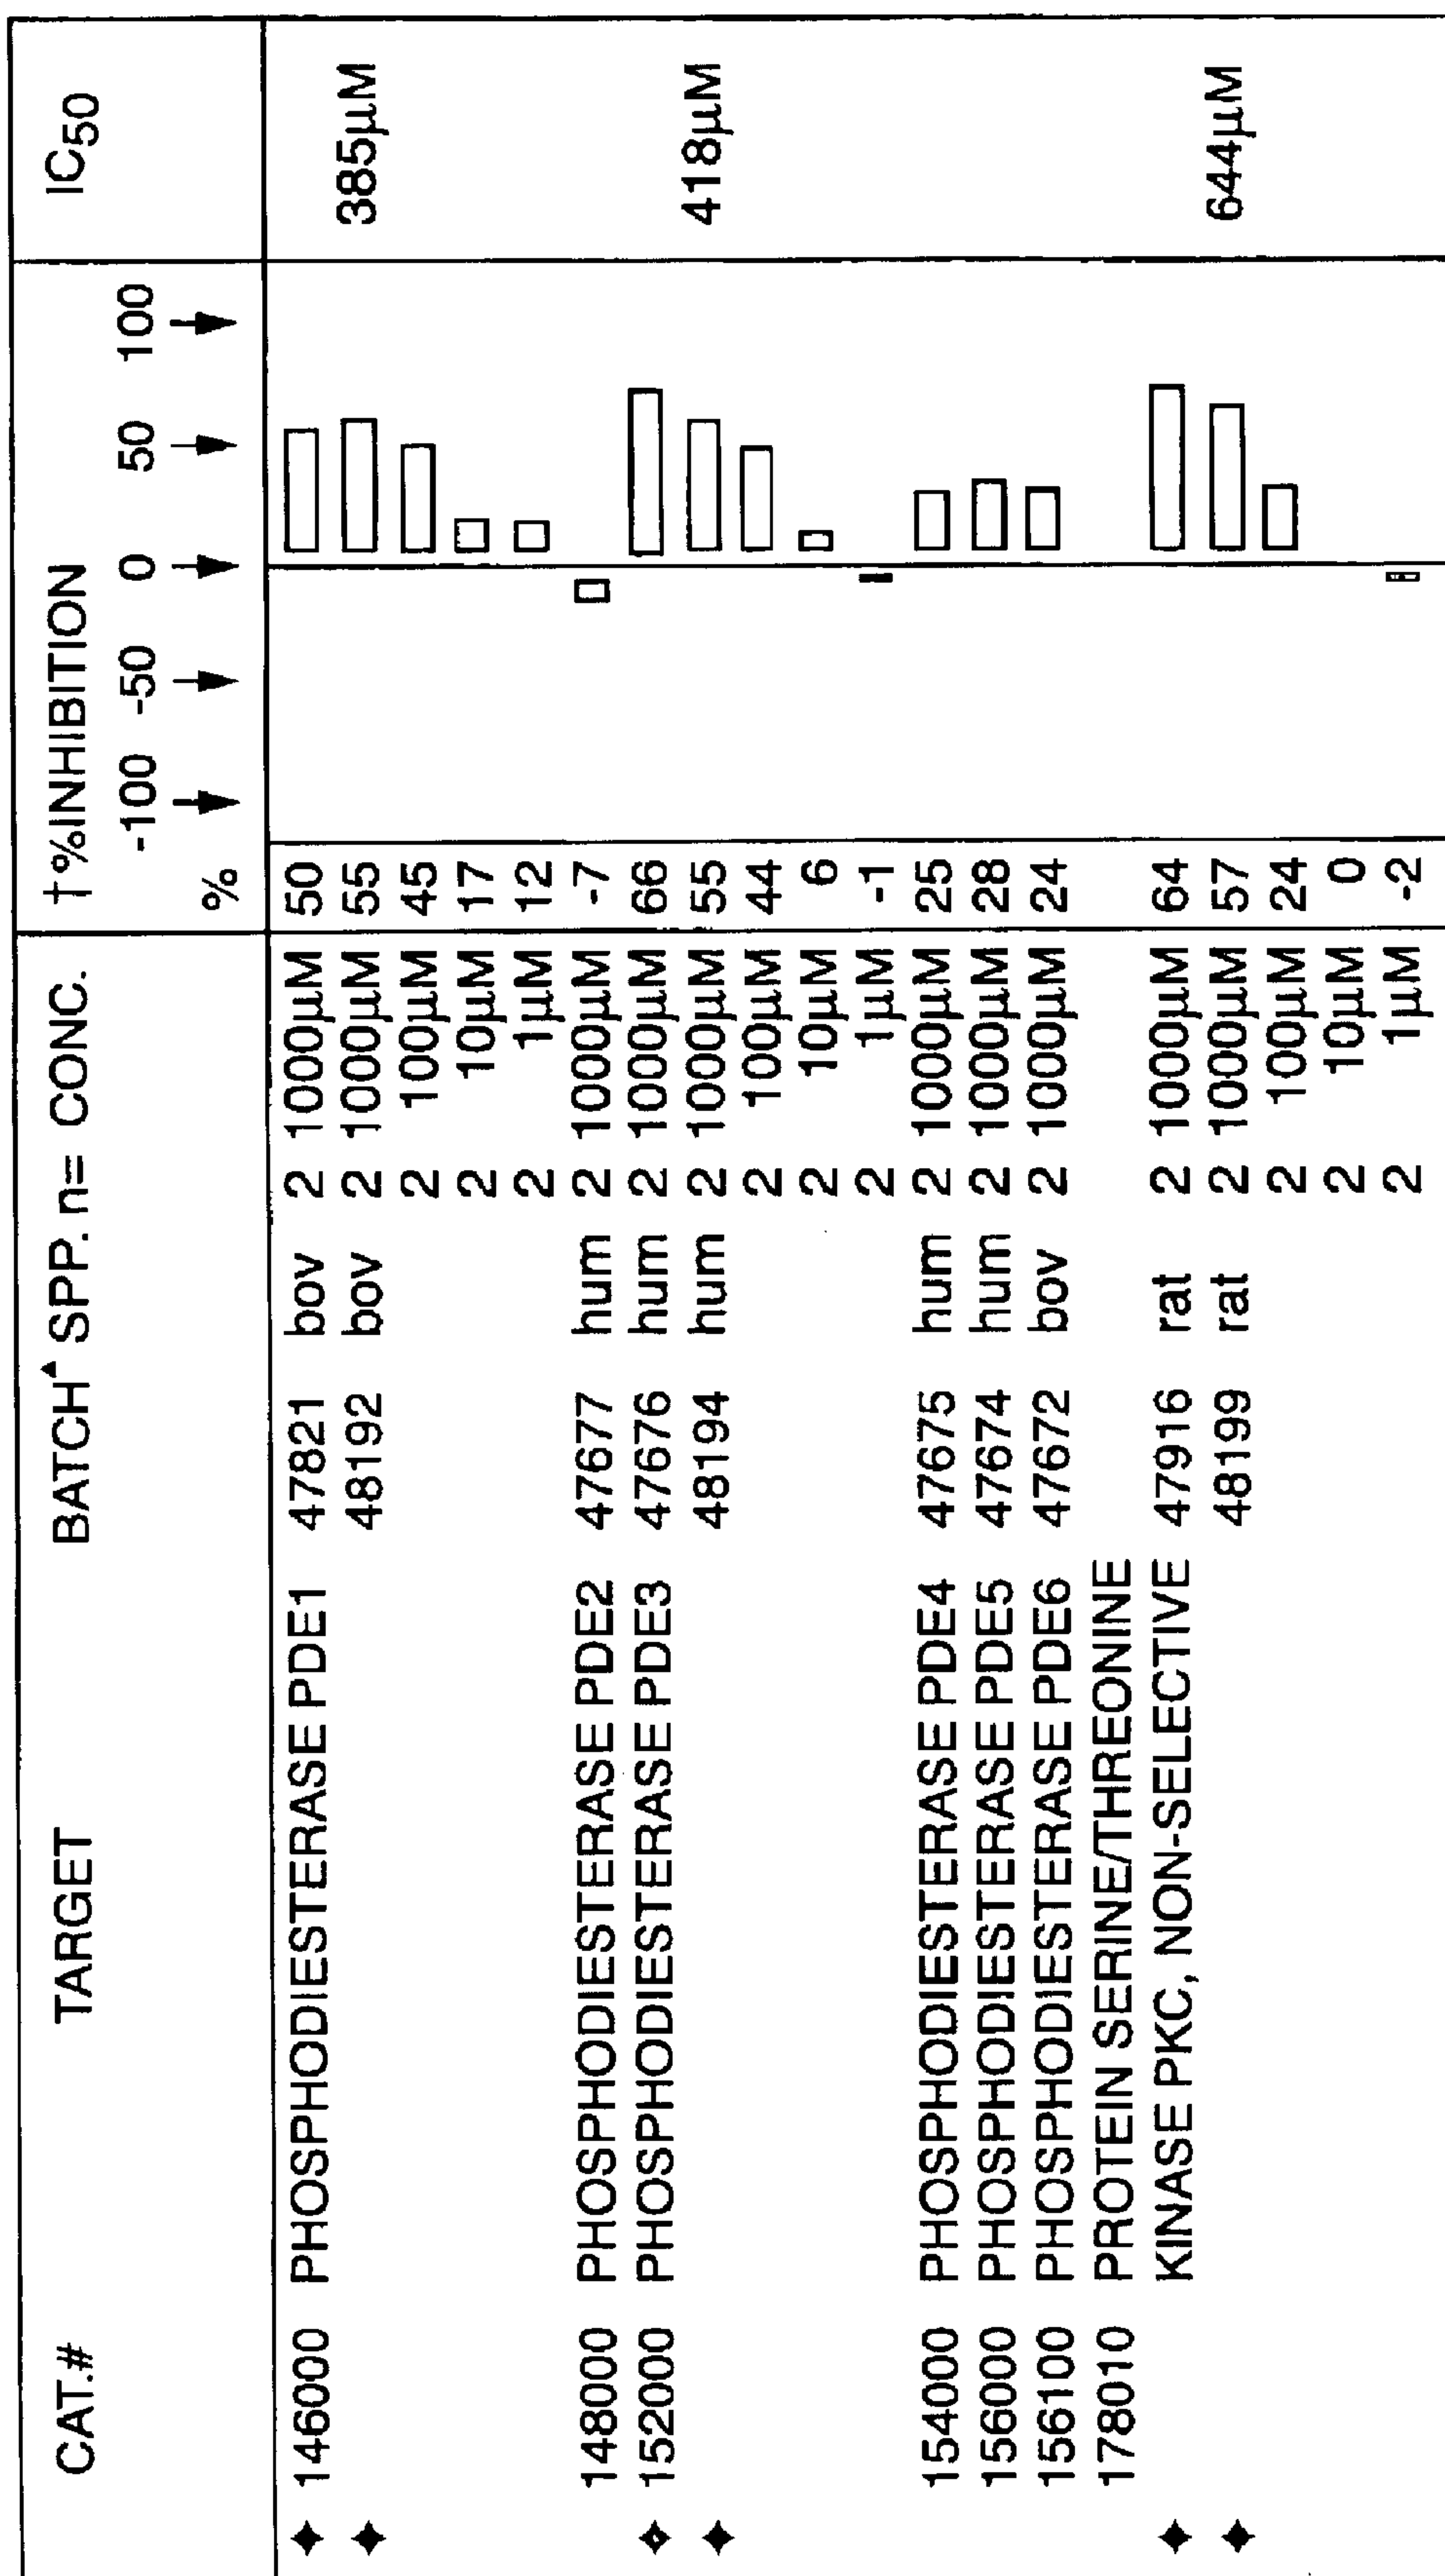 CAT.# TARGET BATCH▲ SPP. n= CONC. †%INHIBITION IC50
% -100 -50 0 50 100
✦ 146000 PHOSPHODIESTERASE PDE1 47821 bov 2 1000µM 50
✦ 48192 bov 2 1000µM 55 385µM
2 100µM 45
2 10µM 17
2 1µM 12
148000 PHOSPHODIESTERASE PDE2 47677 hum 2 1000µM -7
✧ 152000 PHOSPHODIESTERASE PDE3 47676 hum 2 1000µM 66
✦ 48194 hum 2 1000µM 55 418µM
2 100µM 44
2 10µM 6
2 1µM -1
154000 PHOSPHODIESTERASE PDE4 47675 hum 2 1000µM 25
156000 PHOSPHODIESTERASE PDE5 47674 hum 2 1000µM 28
156100 PHOSPHODIESTERASE PDE6 47672 bov 2 1000µM 24
178010 PROTEIN SERINE/THREONINE
✦ KINASE PKC, NON-SELECTIVE 47916 rat 2 1000µM 64
✦ 48199 rat 2 1000µM 57 644µM
2 100µM 24
2 10µM 0
2 1µM -2